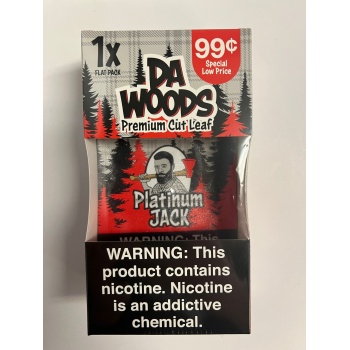 1x
FLAT PACK
99¢
Special
Low Price
DA
WOODS
Premium Cut Leaf
Platinum
JACK
WARNING: This
WARNING: This
product contains
nicotine. Nicotine
is an addictive
chemical.